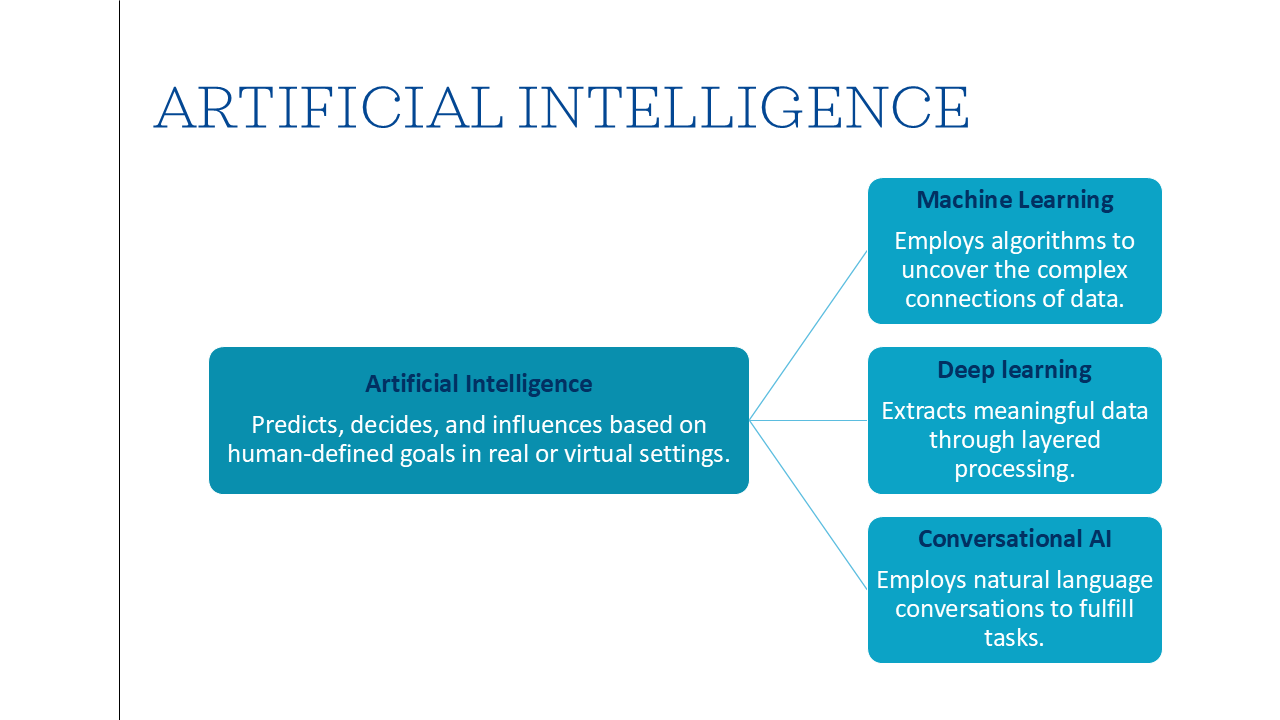 ARTIFICIAL INTELLIGENCE
Artificial Intelligence
Predicts, decides, and influences based on
human-defined goals in real or virtual settings.
Machine Learning
Employs algorithms to
uncover the complex
connections of data.
Deep learning
Extracts meaningful data
through layered
processing.
Conversational AI
Employs natural language
conversations to fulfill
tasks.